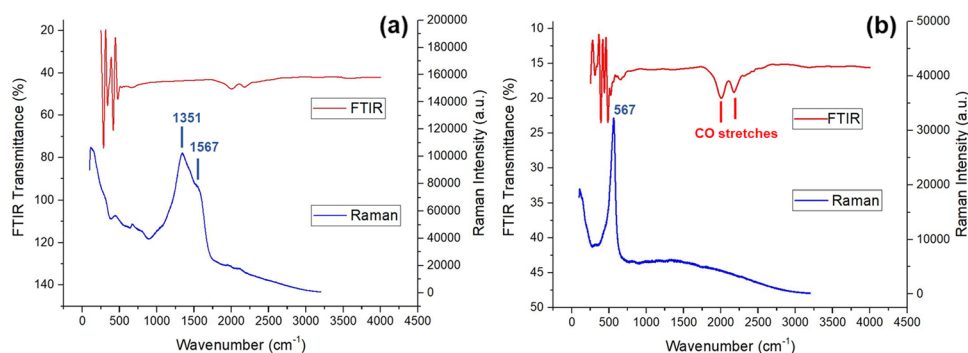 (a)
20
40
60
80
100
120
140
FTIR Transmittance (%)
200000
180000
160000
140000
120000
100000
80000
60000
40000
20000
0
Raman Intensity (a.u.)
FTIR
1351
1567
Raman
0 500 1000 1500 2000 2500 3000 3500 4000 4500
Wavenumber (cm-1)
(b)
10
15
20
25
30
35
40
45
50
FTIR Transmittance (%)
50000
40000
30000
20000
10000
0
Raman Intensity (a.u.)
567
CO stretches
FTIR
Raman
0 500 1000 1500 2000 2500 3000 3500 4000 4500
Wavenumber (cm-1)